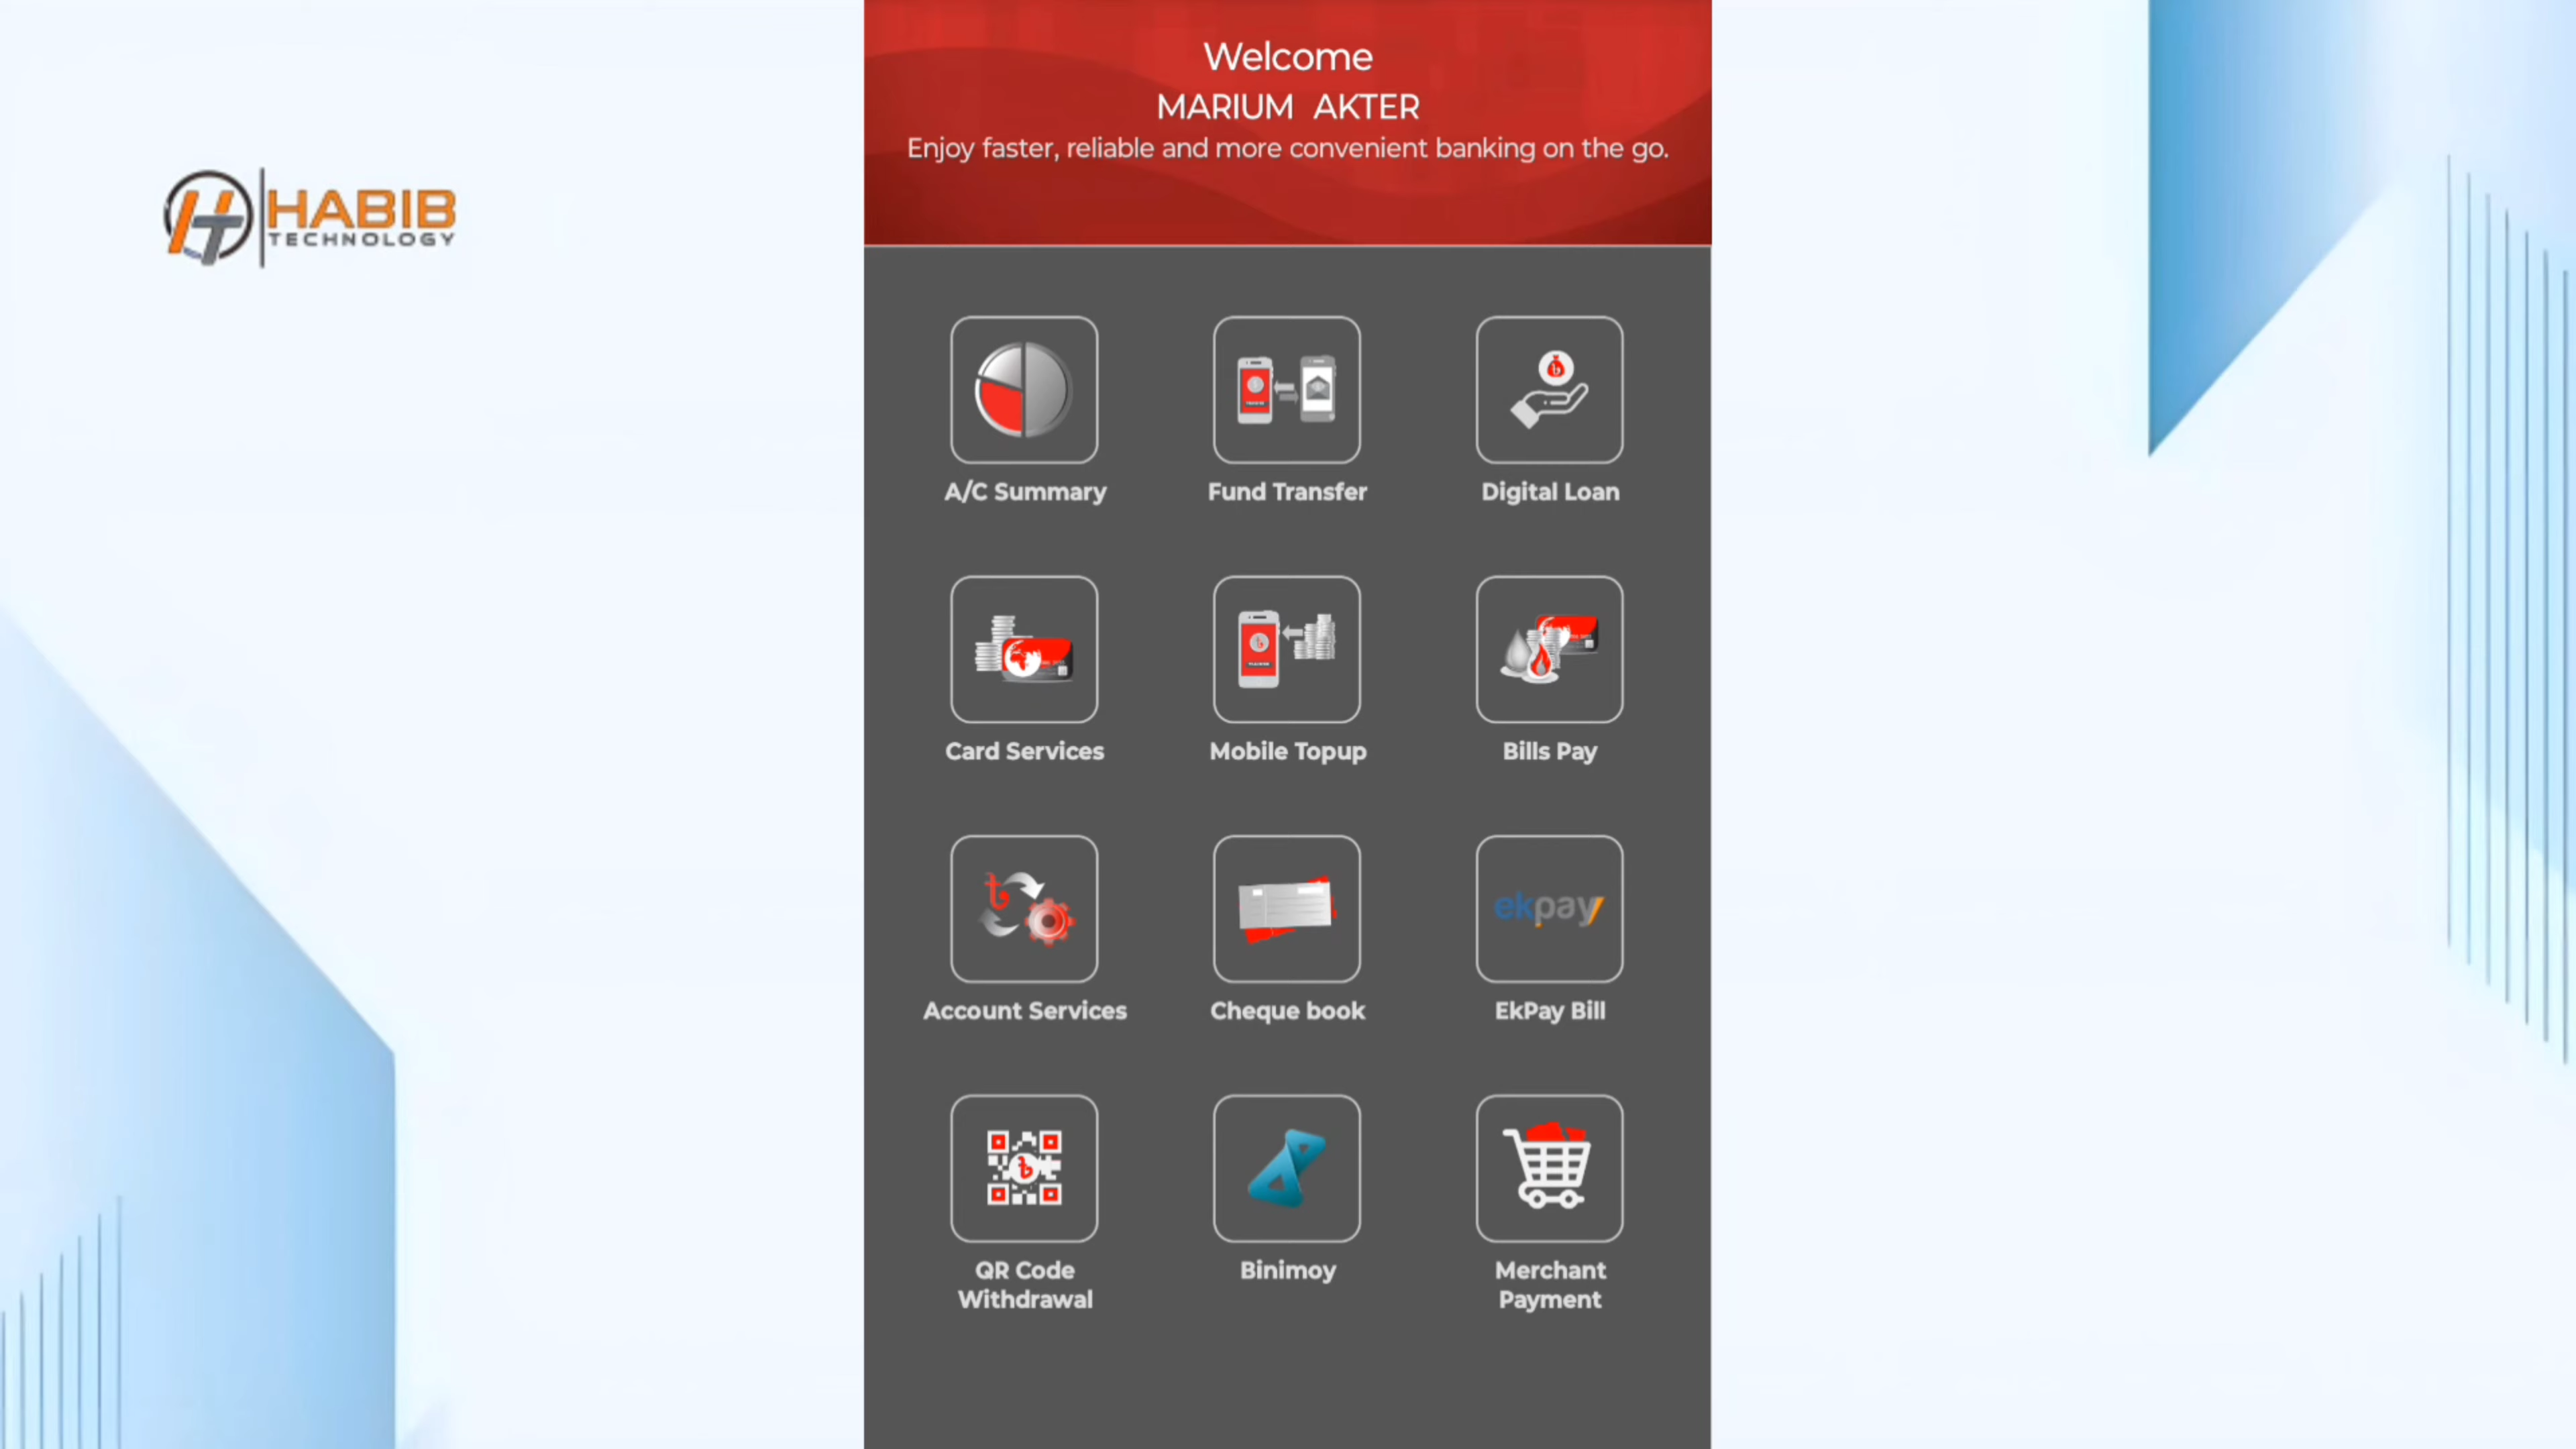 Welcome
MARIUM AKTER
Enjoy faster, reliable and more convenient banking on the go.
HABIB
TECHNOLOGY
A/C Summary
Fund Transfer
Digital Loan
Card Services
Mobile Topup
Bills Pay
Account Services
Cheque book
ekpay
EkPay Bill
QR Code
Withdrawal
Binimoy
Merchant
Payment